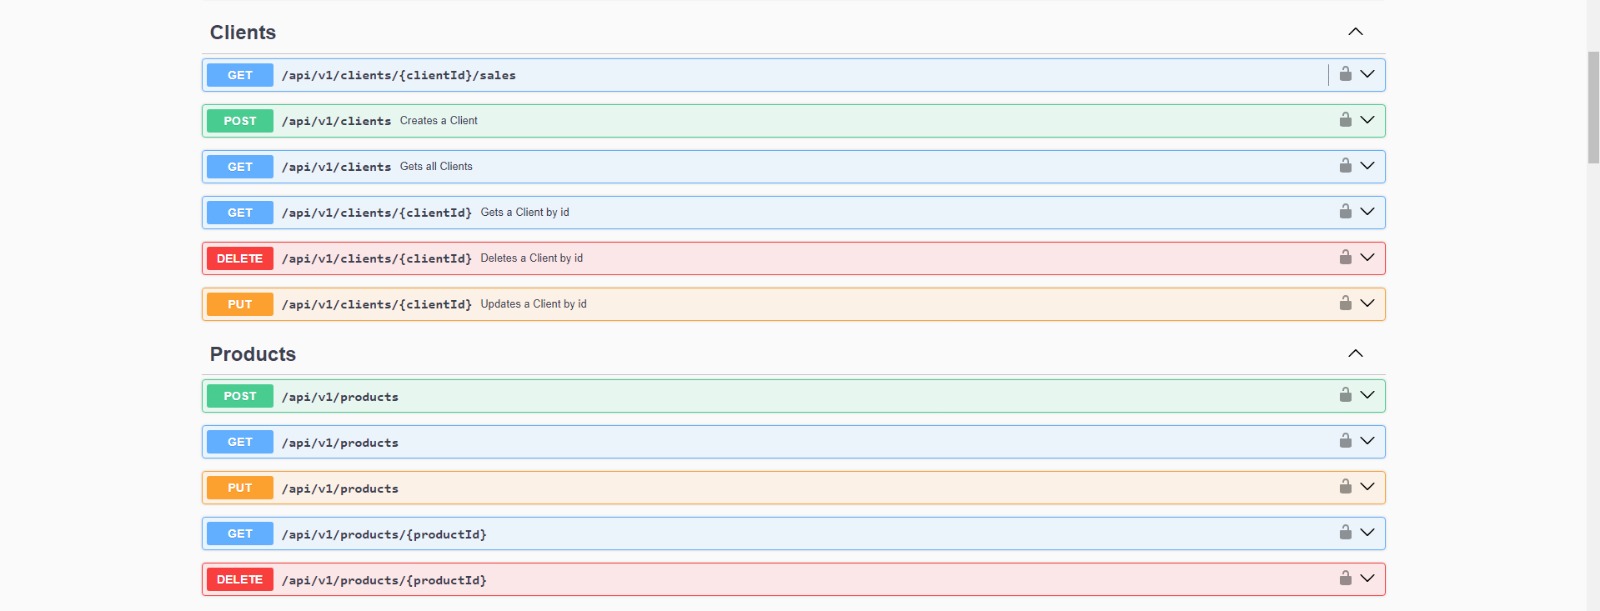 Clients
GET /api/v1/clients/{clientId}/sales
POST /api/v1/clients Creates a Client
GET /api/v1/clients Gets all Clients
GET /api/v1/clients/{clientId} Gets a Client by id
DELETE /api/v1/clients/{clientId} Deletes a Client by id
PUT /api/v1/clients/{clientId} Updates a Client by id
Products
POST /api/v1/products
GET /api/v1/products
PUT /api/v1/products
GET /api/v1/products/{productId}
DELETE /api/v1/products/{productId}